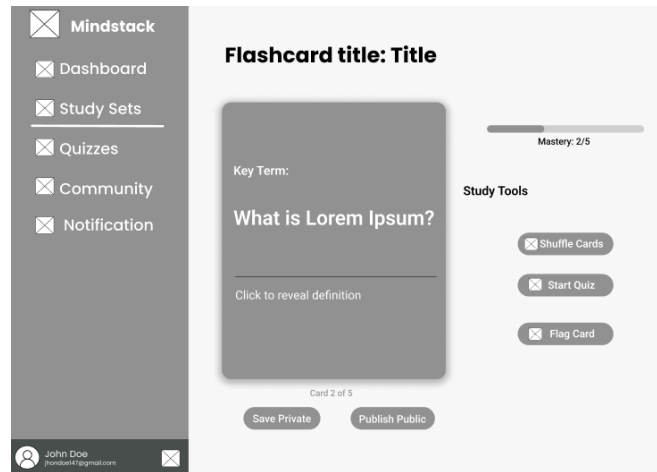 Mindstack
Dashboard
Study Sets
Quizzes
Community
Notification
John Doe
jhondoe147@gmail.com
Flashcard title: Title
Key Term:
What is Lorem Ipsum?
Click to reveal definition
Card 2 of 5
Save Private
Publish Public
Mastery: 2/5
Study Tools
Shuffle Cards
Start Quiz
Flag Card